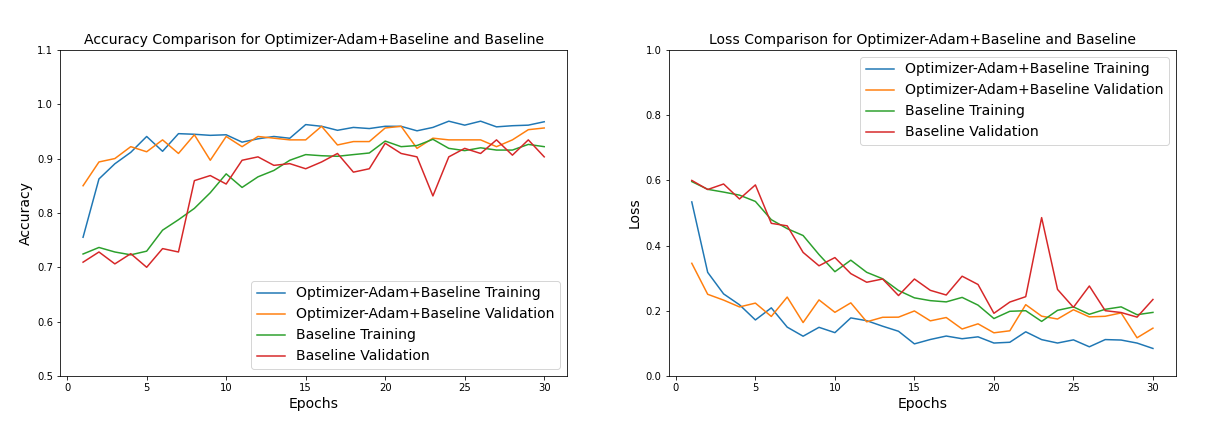 Accuracy Comparison for Optimizer-Adam+Baseline and Baseline
1.1
1.0
0.9
0.8
0.7
0.6
0.5
Accuracy
0
5
10
15
20
25
30
Epochs
Optimizer-Adam+Baseline Training
Optimizer-Adam+Baseline Validation
Baseline Training
Baseline Validation
Loss Comparison for Optimizer-Adam+Baseline and Baseline
1.0
0.8
0.6
0.4
0.2
0.0
Loss
0
5
10
15
20
25
30
Epochs
Optimizer-Adam+Baseline Training
Optimizer-Adam+Baseline Validation
Baseline Training
Baseline Validation